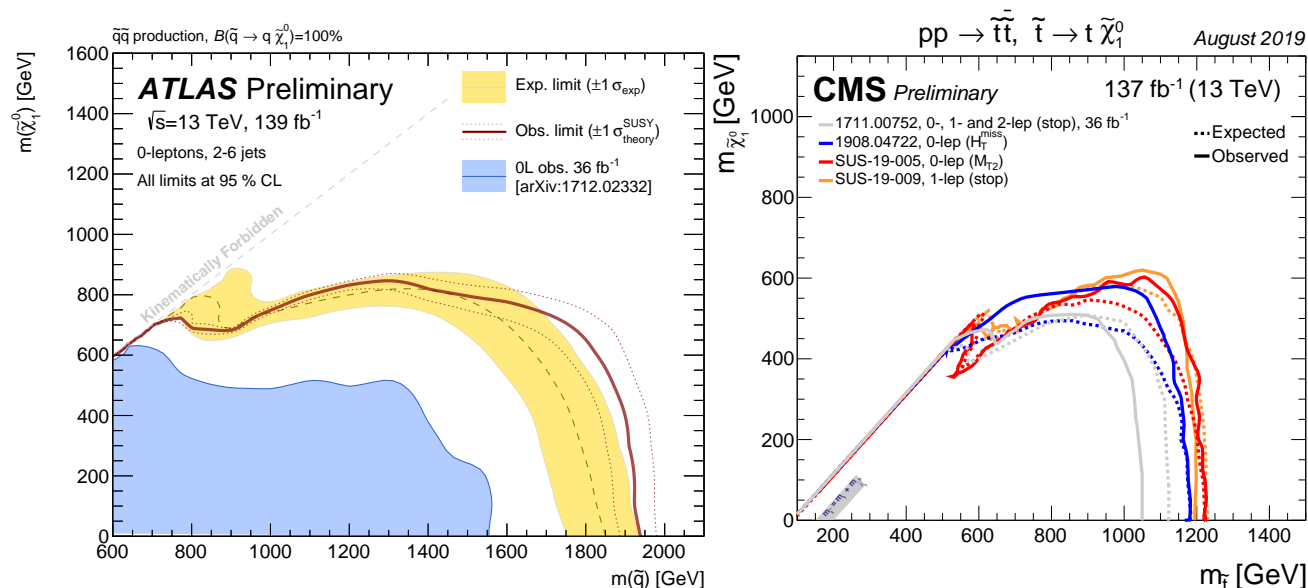 q̃q̃ production, B(q̃ → q χ̃₁⁰)=100%
m(χ̃₁⁰) [GeV]
1600
1400
1200
1000
800
600
400
200
0
ATLAS Preliminary
√s=13 TeV, 139 fb⁻¹
0-leptons, 2-6 jets
All limits at 95 % CL
Exp. limit (±1 σexp)
Obs. limit (±1 σ^SUSY_theory)
0L obs. 36 fb⁻¹
[arXiv:1712.02332]
Kinematically Forbidden
600 800 1000 1200 1400 1600 1800 2000
m(q̃) [GeV]
pp → t̃t̃̄, t̃ → t χ̃₁⁰ August 2019
m_χ̃₁⁰ [GeV]
1000
800
600
400
200
0
CMS Preliminary 137 fb⁻¹ (13 TeV)
1711.00752, 0-, 1- and 2-lep (stop), 36 fb⁻¹
1908.04722, 0-lep (H_T^miss)
SUS-19-005, 0-lep (M_T2)
SUS-19-009, 1-lep (stop)
Expected
Observed
200 400 600 800 1000 1200 1400
m_t̃ [GeV]